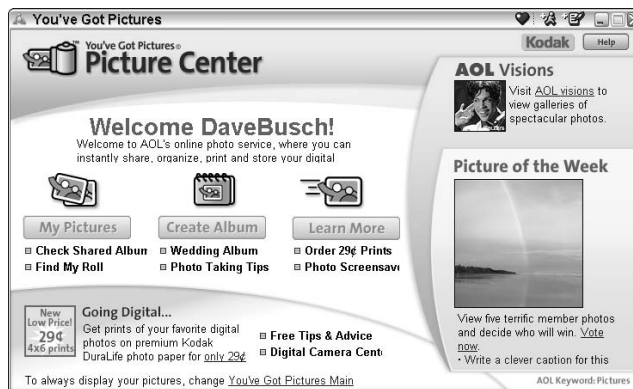 You've Got Pictures
Kodak
Help
You've Got Pictures®
Picture Center
Welcome DaveBusch!
Welcome to AOL's online photo service, where you can
instantly share, organize, print and store your digital
My Pictures
Create Album
Learn More
Check Shared Album
Find My Roll
Wedding Album
Photo Taking Tips
Order 29¢ Prints
Photo Screensav
New
Low Price!
29¢
4x6 prints
Going Digital...
Get prints of your favorite digital
photos on premium Kodak
DuraLife photo paper for only 29¢
Free Tips & Advice
Digital Camera Cent
To always display your pictures, change You've Got Pictures Main
AOL Visions
Visit AOL visions to
view galleries of
spectacular photos.
Picture of the Week
View five terrific member photos
and decide who will win. Vote
now.
· Write a clever caption for this
AOL Keyword: Pictures